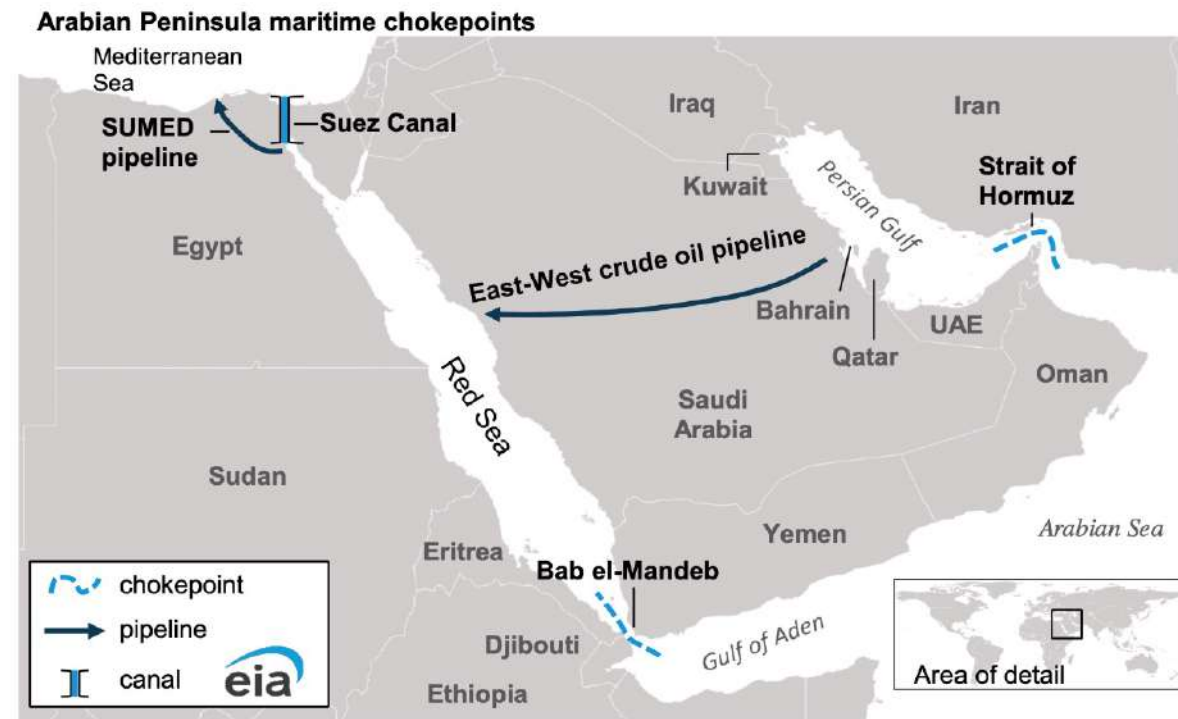 Arabian Peninsula maritime chokepoints
Mediterranean
Sea
SUMED
pipeline
Suez Canal
Iraq
Iran
Kuwait
Persian Gulf
Strait of
Hormuz
Egypt
East-West crude oil pipeline
Bahrain
UAE
Qatar
Oman
Red Sea
Saudi
Arabia
Sudan
Yemen
Arabian Sea
Eritrea
Bab el-Mandeb
Gulf of Aden
Djibouti
Ethiopia
chokepoint
pipeline
canal
eia
Area of detail